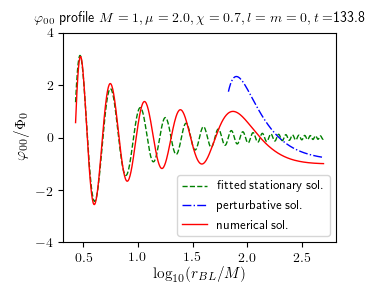 φ₀₀ profile M = 1, μ = 2.0, χ = 0.7, l = m = 0, t =133.8
4
2
0
−2
−4
φ₀₀/Φ₀
fitted stationary sol.
perturbative sol.
numerical sol.
0.5 1.0 1.5 2.0 2.5
log₁₀(r_BL/M)